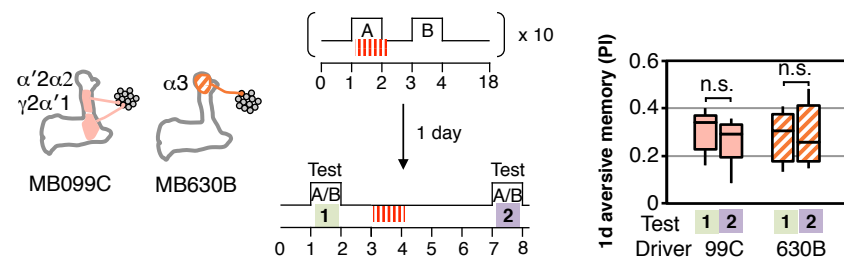 α′2α2
γ2α′1
MB099C
α3
MB630B
A
B
x 10
0 1 2 3 4 18
1 day
Test
Test
A/B
A/B
1
2
0 1 2 3 4 5 6 7 8
1d aversive memory (PI)
0.6
0.4
0.2
0
n.s.
n.s.
Test 1 2 1 2
Driver 99C 630B